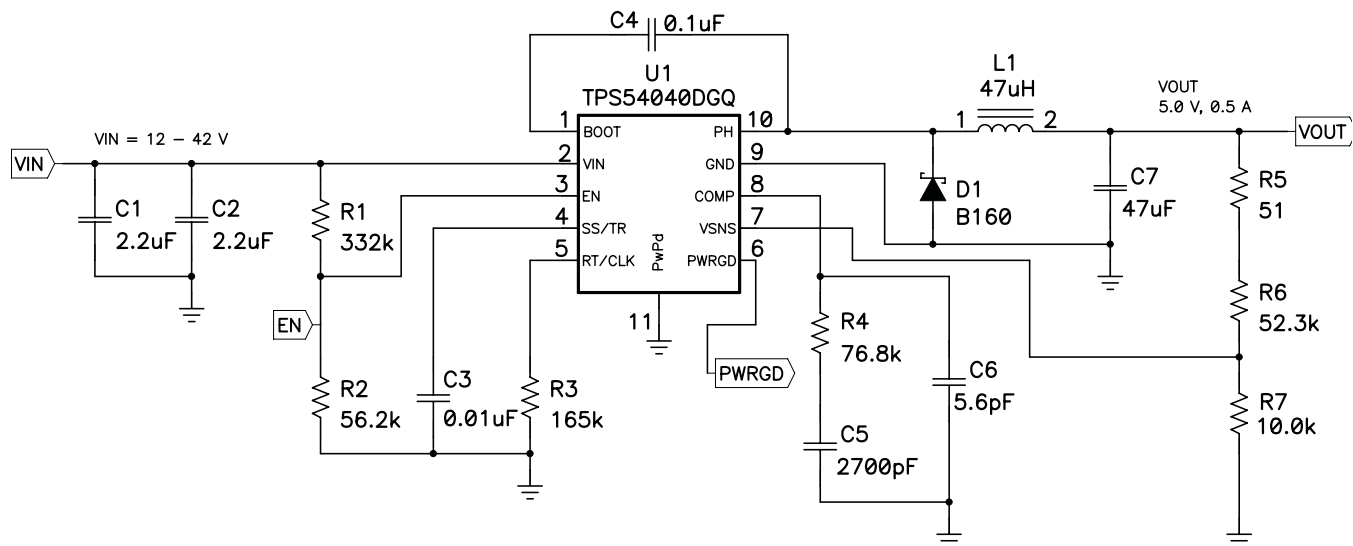 C4
0.1uF
U1
TPS54040DGQ
L1
47uH
VOUT
5.0 V, 0.5 A
VIN = 12 – 42 V
VIN
VOUT
1
BOOT
PH
10
1
2
2
VIN
GND
9
3
EN
COMP
8
4
SS/TR
VSNS
7
5
RT/CLK
PWRGD
6
PwPd
11
C1
2.2uF
C2
2.2uF
R1
332k
D1
B160
C7
47uF
R5
51
EN
R6
52.3k
R4
76.8k
PWRGD
R2
56.2k
C3
0.01uF
R3
165k
C6
5.6pF
R7
10.0k
C5
2700pF